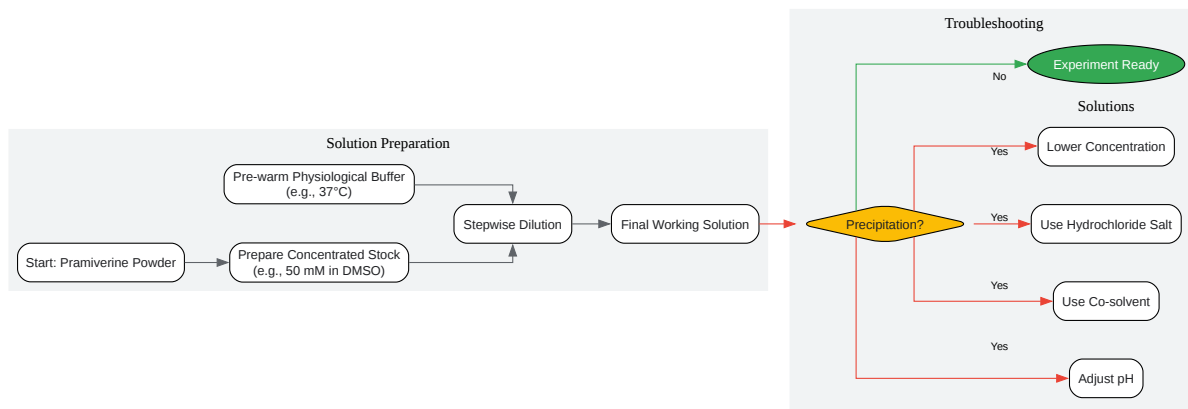 Solution Preparation
Pre-warm Physiological Buffer
(e.g., 37°C)
Start: Pramiverine Powder
Prepare Concentrated Stock
(e.g., 50 mM in DMSO)
Stepwise Dilution
Final Working Solution
Troubleshooting
Precipitation?
No
Experiment Ready
Solutions
Yes
Lower Concentration
Yes
Use Hydrochloride Salt
Yes
Use Co-solvent
Yes
Adjust pH